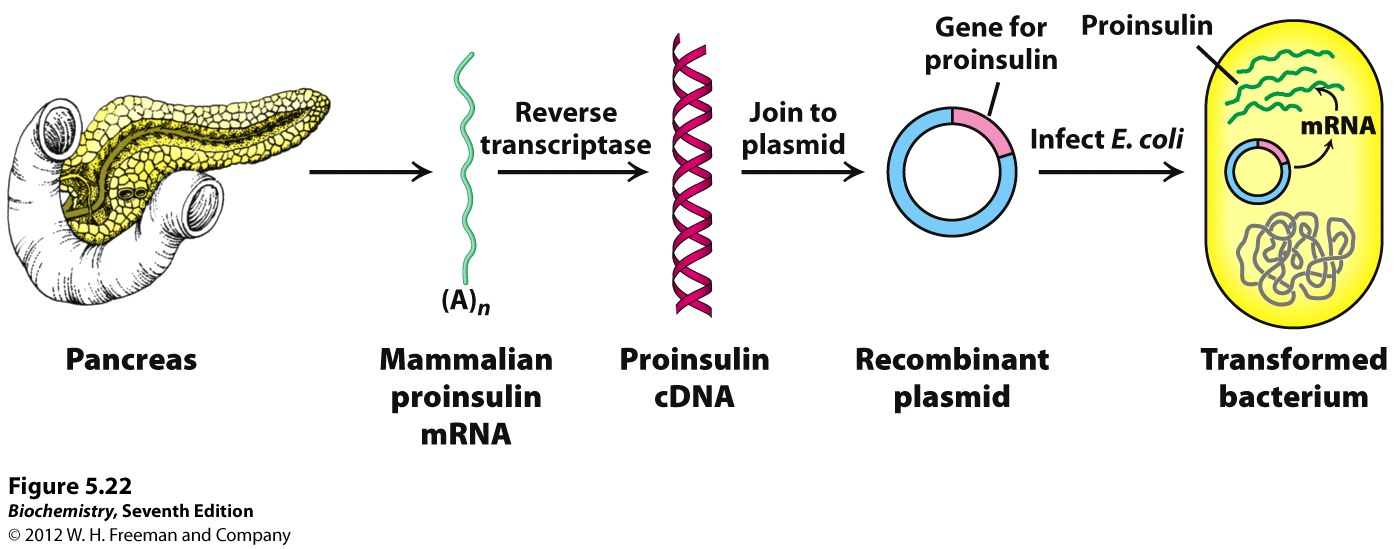 Gene for
proinsulin
Proinsulin
Reverse
transcriptase
Join to
plasmid
Infect E. coli
mRNA
(A)n
Pancreas
Mammalian
proinsulin
mRNA
Proinsulin
cDNA
Recombinant
plasmid
Transformed
bacterium
Figure 5.22
Biochemistry, Seventh Edition
© 2012 W. H. Freeman and Company